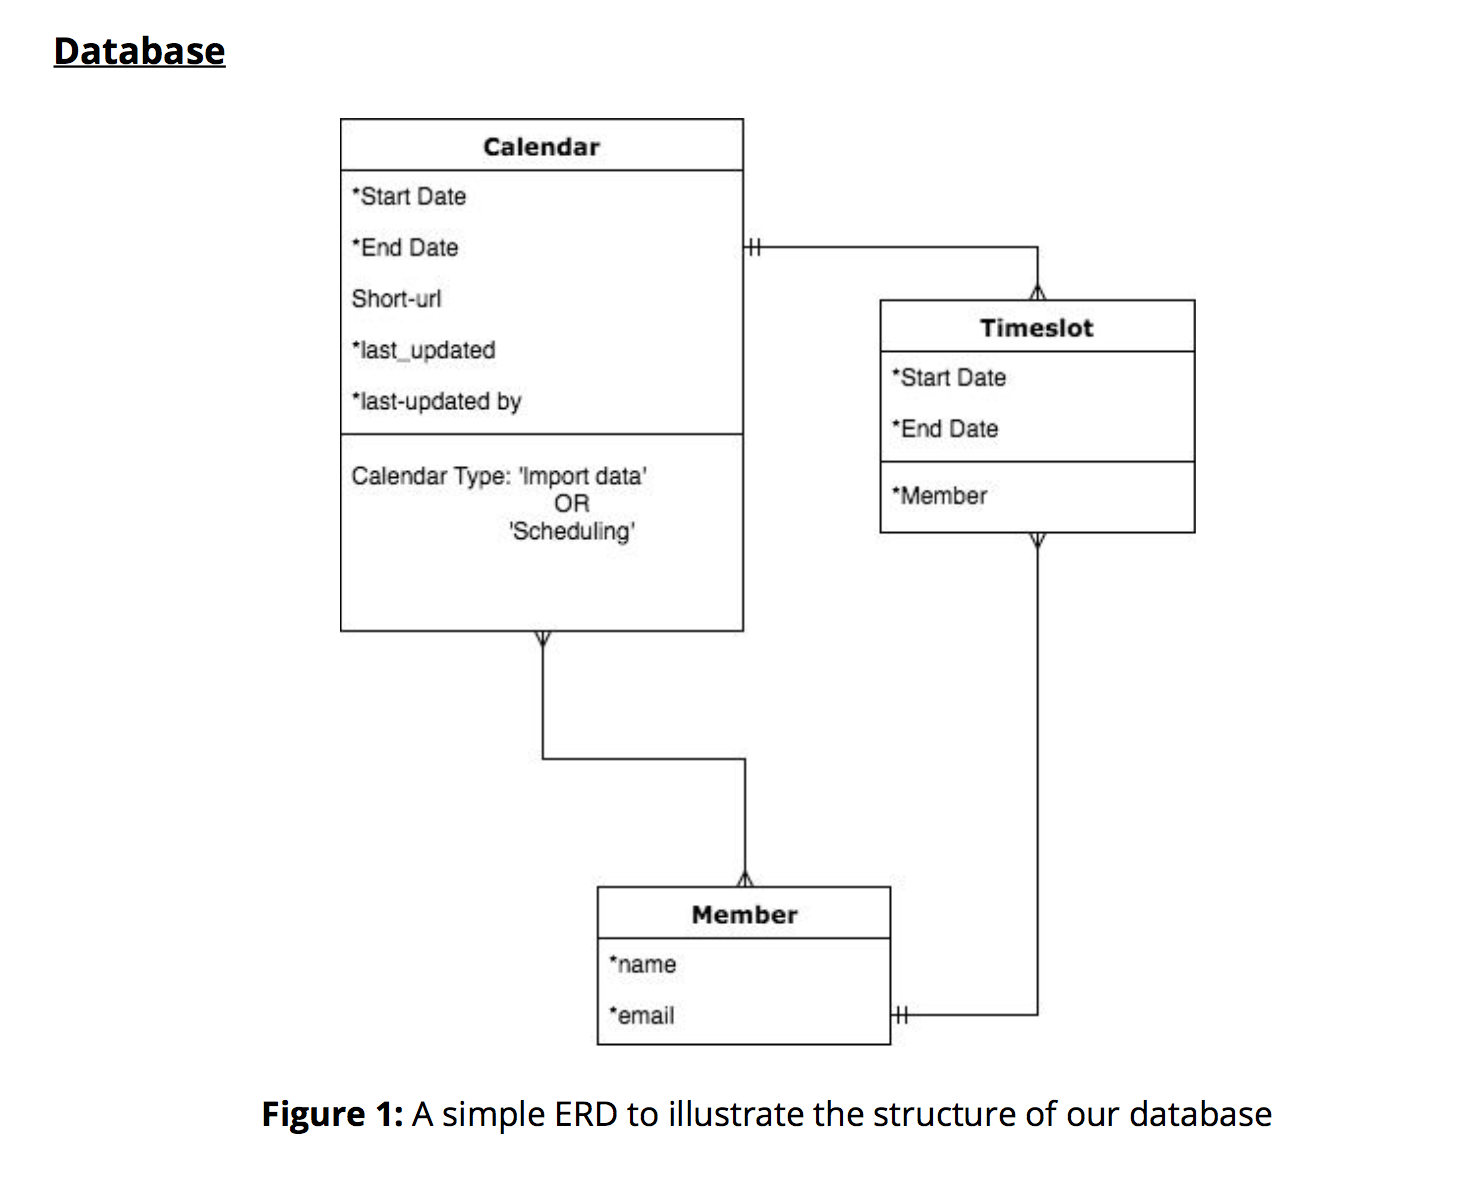 Database
Calendar
*Start Date
*End Date
Short-url
*last_updated
*last-updated by
Calendar Type: 'Import data'
OR
'Scheduling'
Timeslot
*Start Date
*End Date
*Member
Member
*name
*email
Figure 1: A simple ERD to illustrate the structure of our database